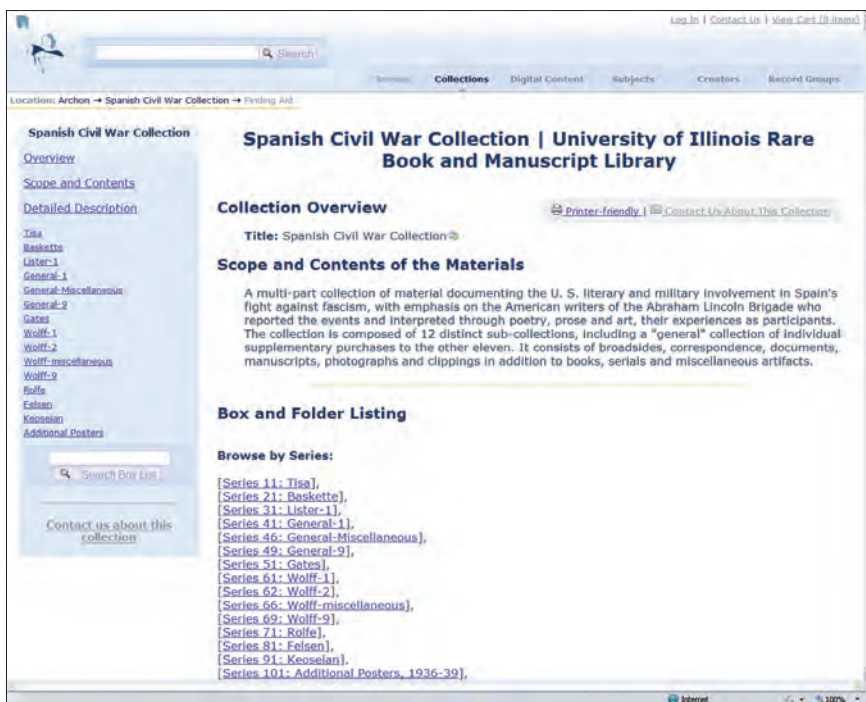 Log In | Contact Us | View Cart (0 items)
Search
Browse: Collections Digital Content Subjects Creators Record Groups
Location: Archon → Spanish Civil War Collection → Finding Aid
Spanish Civil War Collection
Overview
Scope and Contents
Detailed Description
Tisa
Baskette
Lister-1
General-1
General-Miscellaneous
General-9
Gates
Wolff-1
Wolff-2
Wolff-miscellaneous
Wolff-9
Rolfe
Felsen
Keoseian
Additional Posters
Search Box List
Contact us about this
collection
Spanish Civil War Collection | University of Illinois Rare
Book and Manuscript Library
Collection Overview
Printer-friendly | Contact Us About This Collection
Title: Spanish Civil War Collection
Scope and Contents of the Materials
A multi-part collection of material documenting the U. S. literary and military involvement in Spain's
fight against fascism, with emphasis on the American writers of the Abraham Lincoln Brigade who
reported the events and interpreted through poetry, prose and art, their experiences as participants.
The collection is composed of 12 distinct sub-collections, including a "general" collection of individual
supplementary purchases to the other eleven. It consists of broadsides, correspondence, documents,
manuscripts, photographs and clippings in addition to books, serials and miscellaneous artifacts.
Box and Folder Listing
Browse by Series:
[Series 11: Tisa],
[Series 21: Baskette],
[Series 31: Lister-1],
[Series 41: General-1],
[Series 46: General-Miscellaneous],
[Series 49: General-9],
[Series 51: Gates],
[Series 61: Wolff-1],
[Series 62: Wolff-2],
[Series 66: Wolff-miscellaneous],
[Series 69: Wolff-9],
[Series 71: Rolfe],
[Series 81: Felsen],
[Series 91: Keoseian],
[Series 101: Additional Posters, 1936-39],
Internet
100%